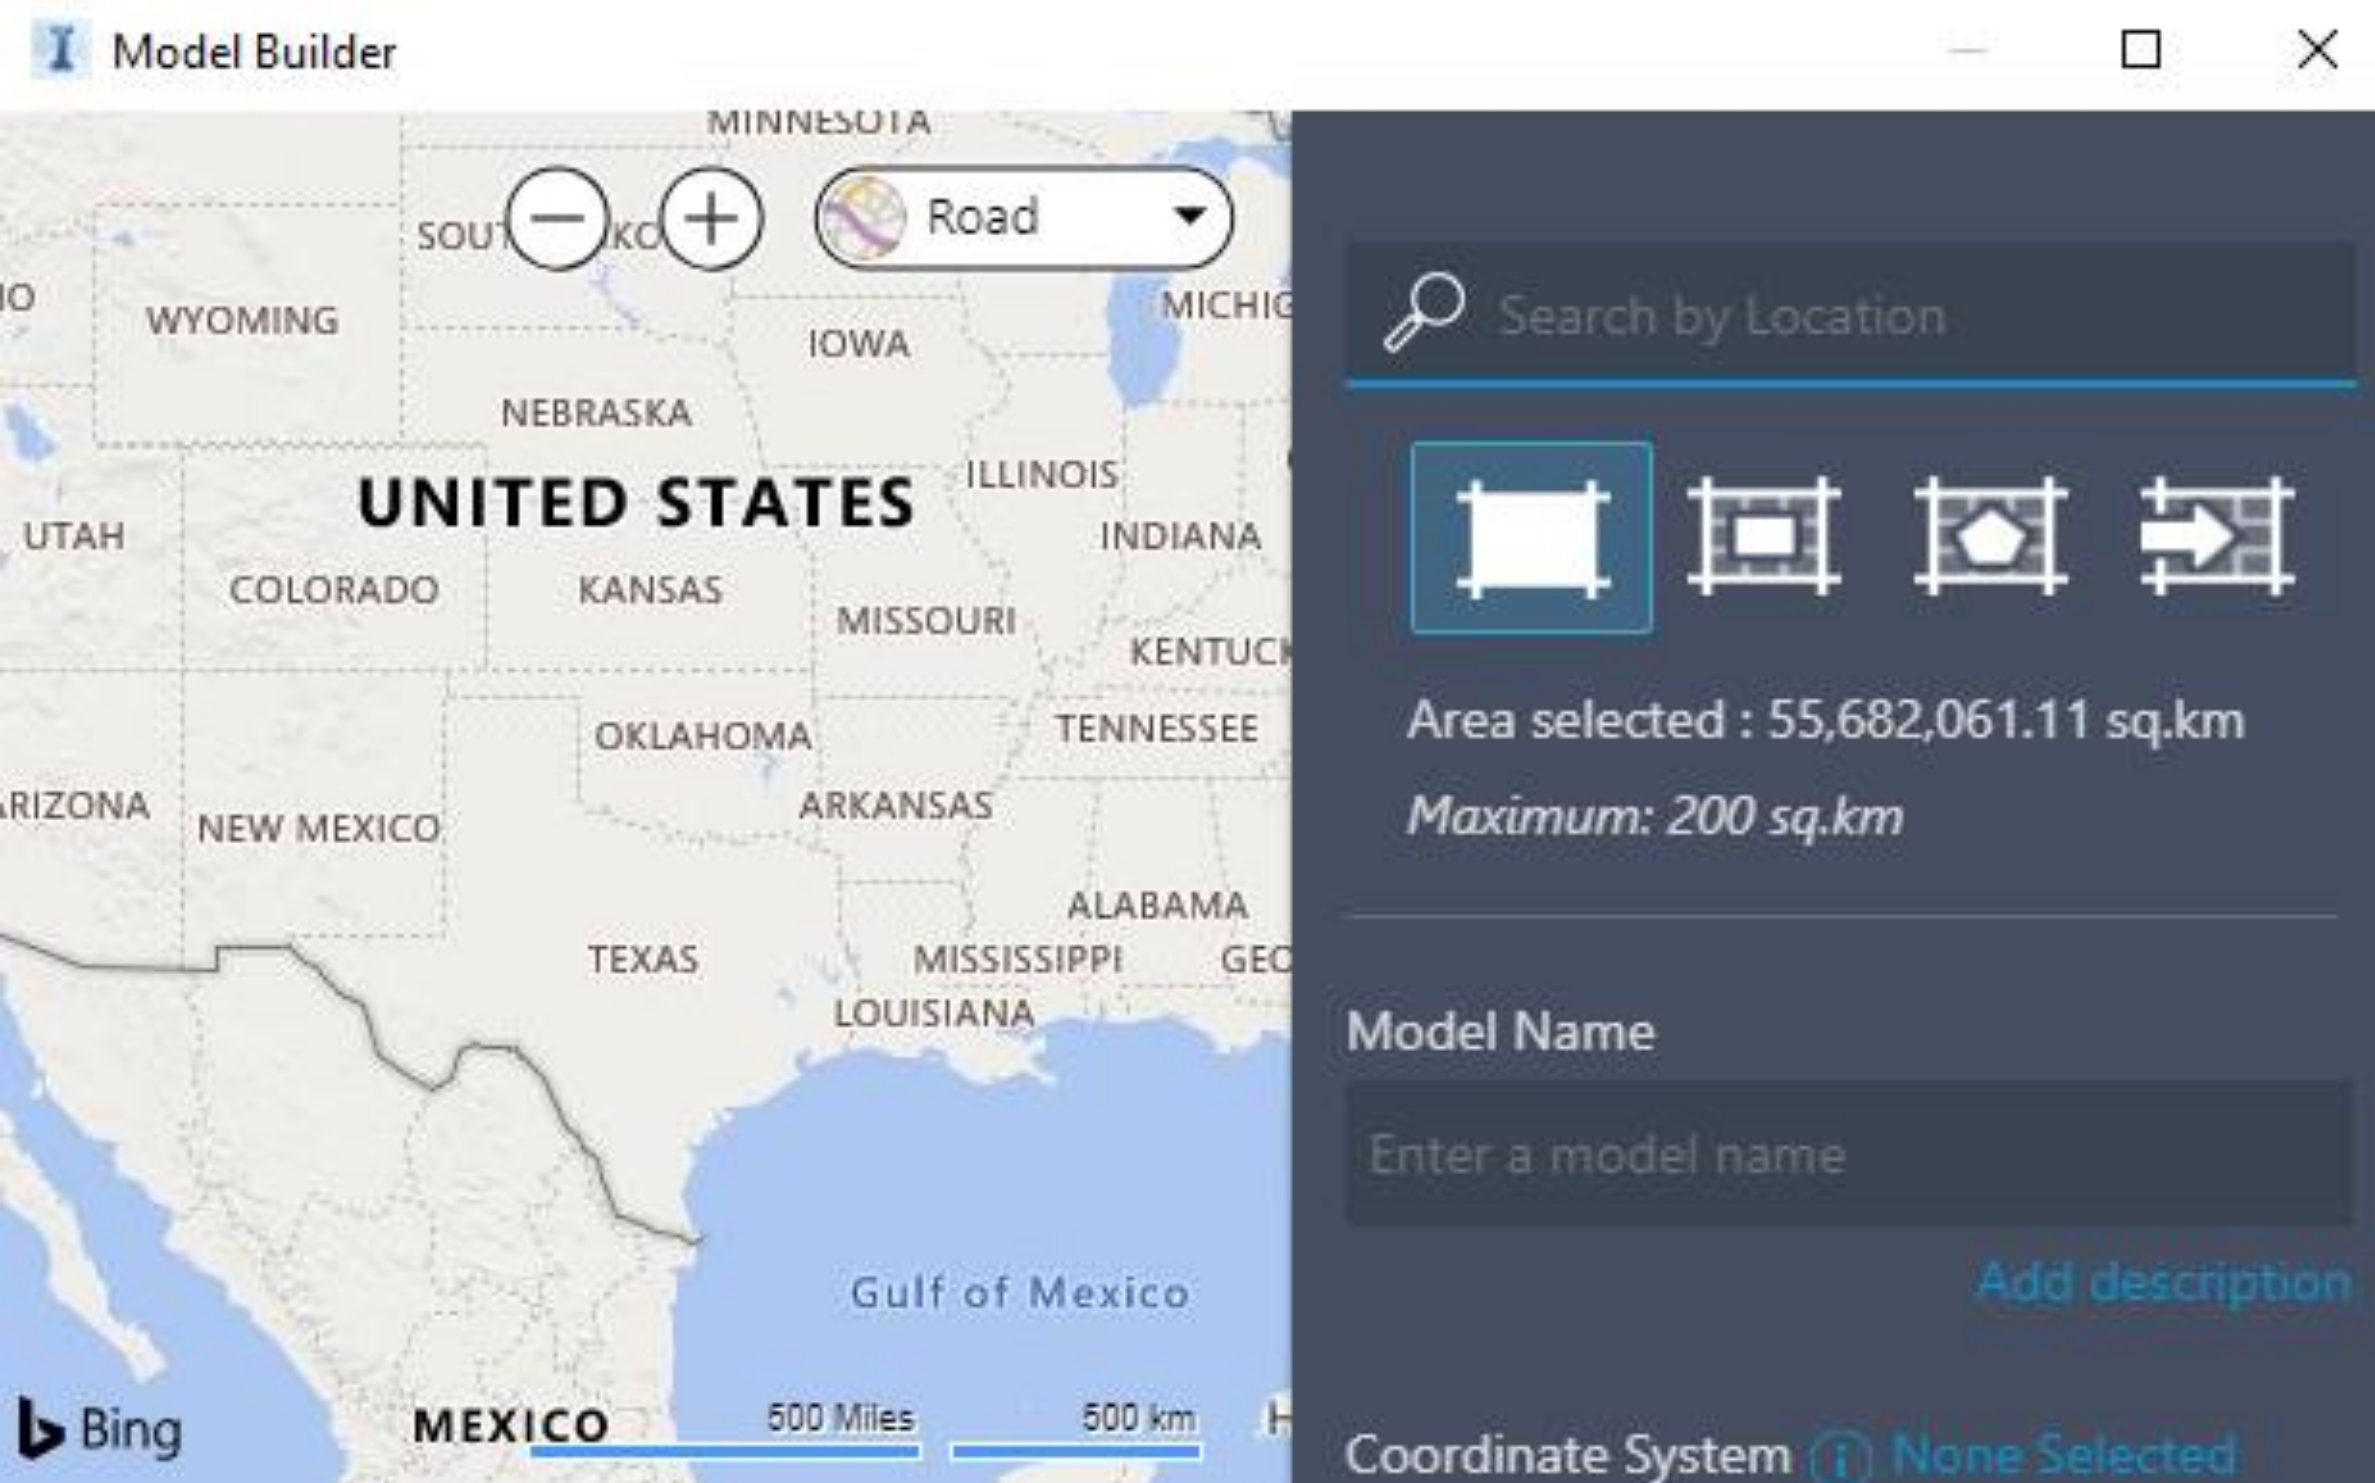 Model Builder
MINNESOTA
Road
WYOMING
IOWA
MICHIG
NEBRASKA
UNITED STATES
ILLINOIS
UTAH
INDIANA
COLORADO
KANSAS
MISSOURI
KENTUCK
OKLAHOMA
TENNESSEE
ARIZONA
NEW MEXICO
ARKANSAS
ALABAMA
TEXAS
MISSISSIPPI
GEO
LOUISIANA
Gulf of Mexico
Bing
MEXICO
500 Miles
500 km
Search by Location
Area selected : 55,682,061.11 sq.km
Maximum: 200 sq.km
Model Name
Enter a model name
Add description
Coordinate System None Selected